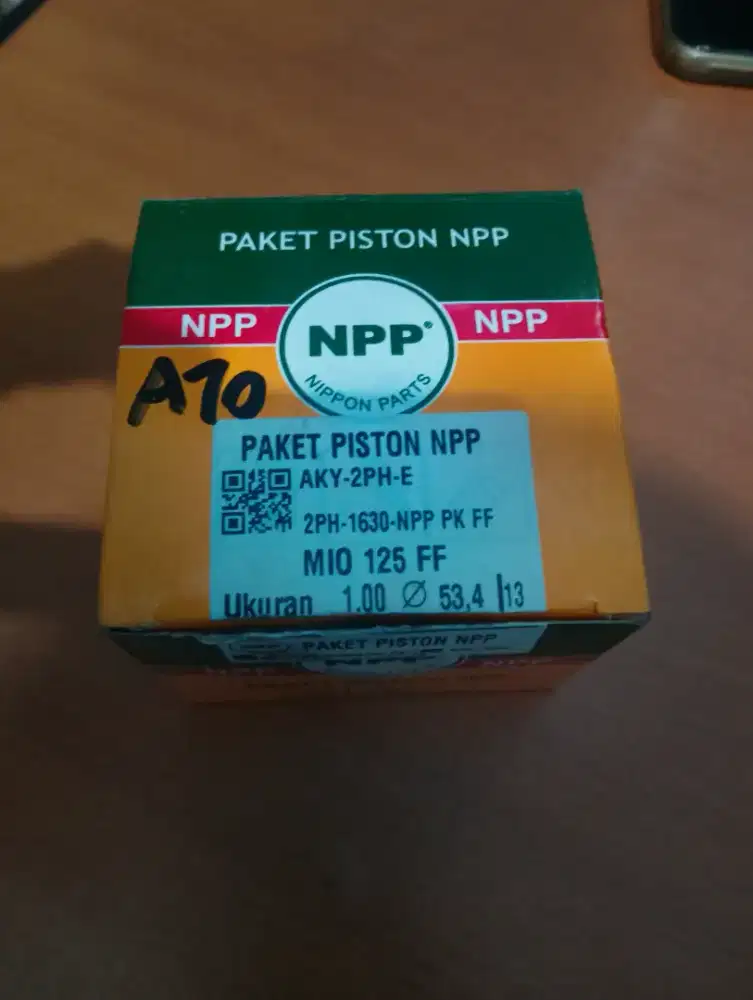 PAKET PISTON NPP
NPP
NPP®
NPP
NIPPON PARTS
A10
PAKET PISTON NPP
AKY-2PH-E
2PH-1630-NPP PK FF
MIO 125 FF
Ukuran 1.00 Ø 53,4 |13
PAKET PISTON NPP
NPP
NPP